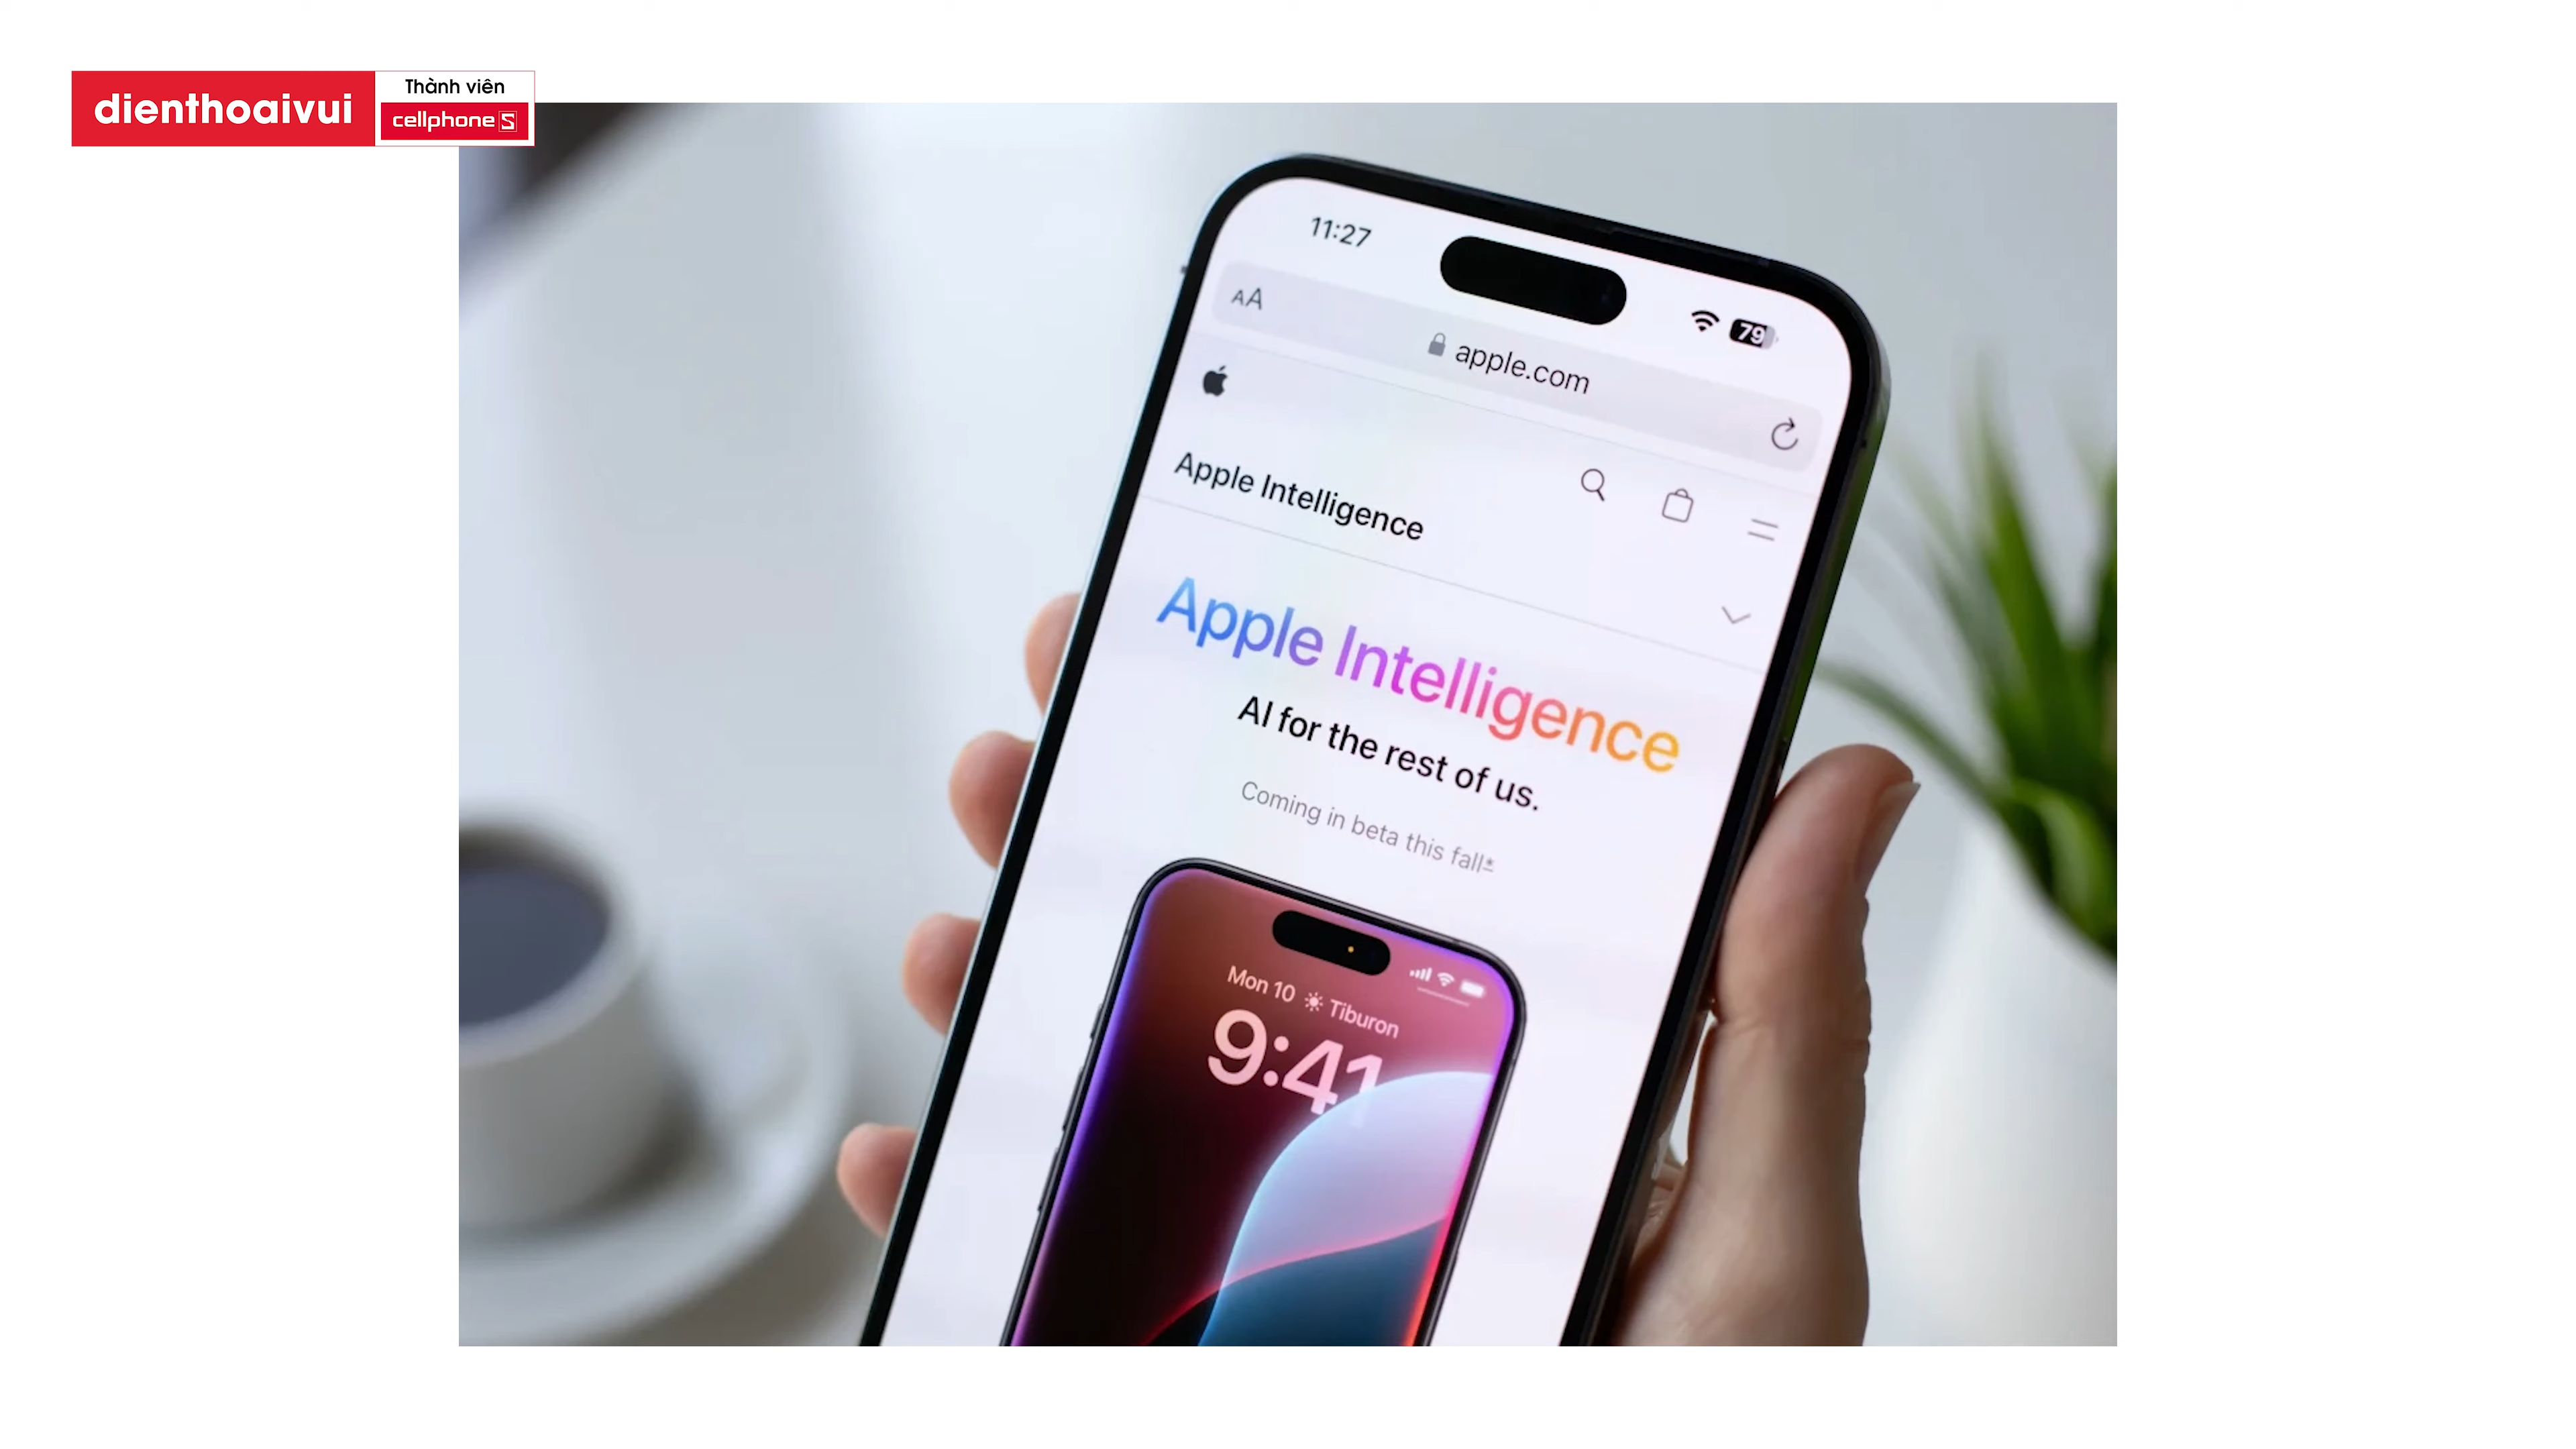 dienthoaivui
Thành viên
cellphoneS
11:27
79
AA
apple.com
Apple Intelligence
Apple Intelligence
AI for the rest of us.
Coming in beta this fall*
Mon 10 Tiburon
9:41